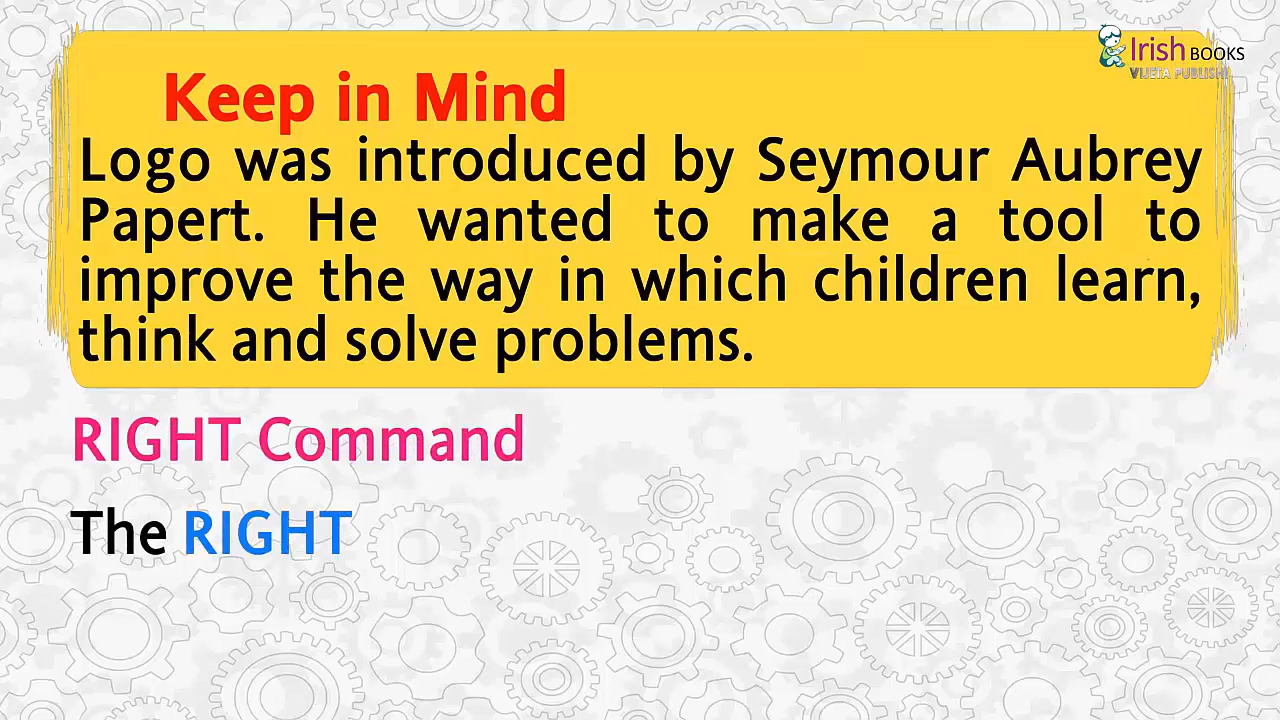 Irish BOOKS
Keep in Mind
Logo was introduced by Seymour Aubrey
Papert. He wanted to make a tool to
improve the way in which children learn,
think and solve problems.
RIGHT Command
The RIGHT